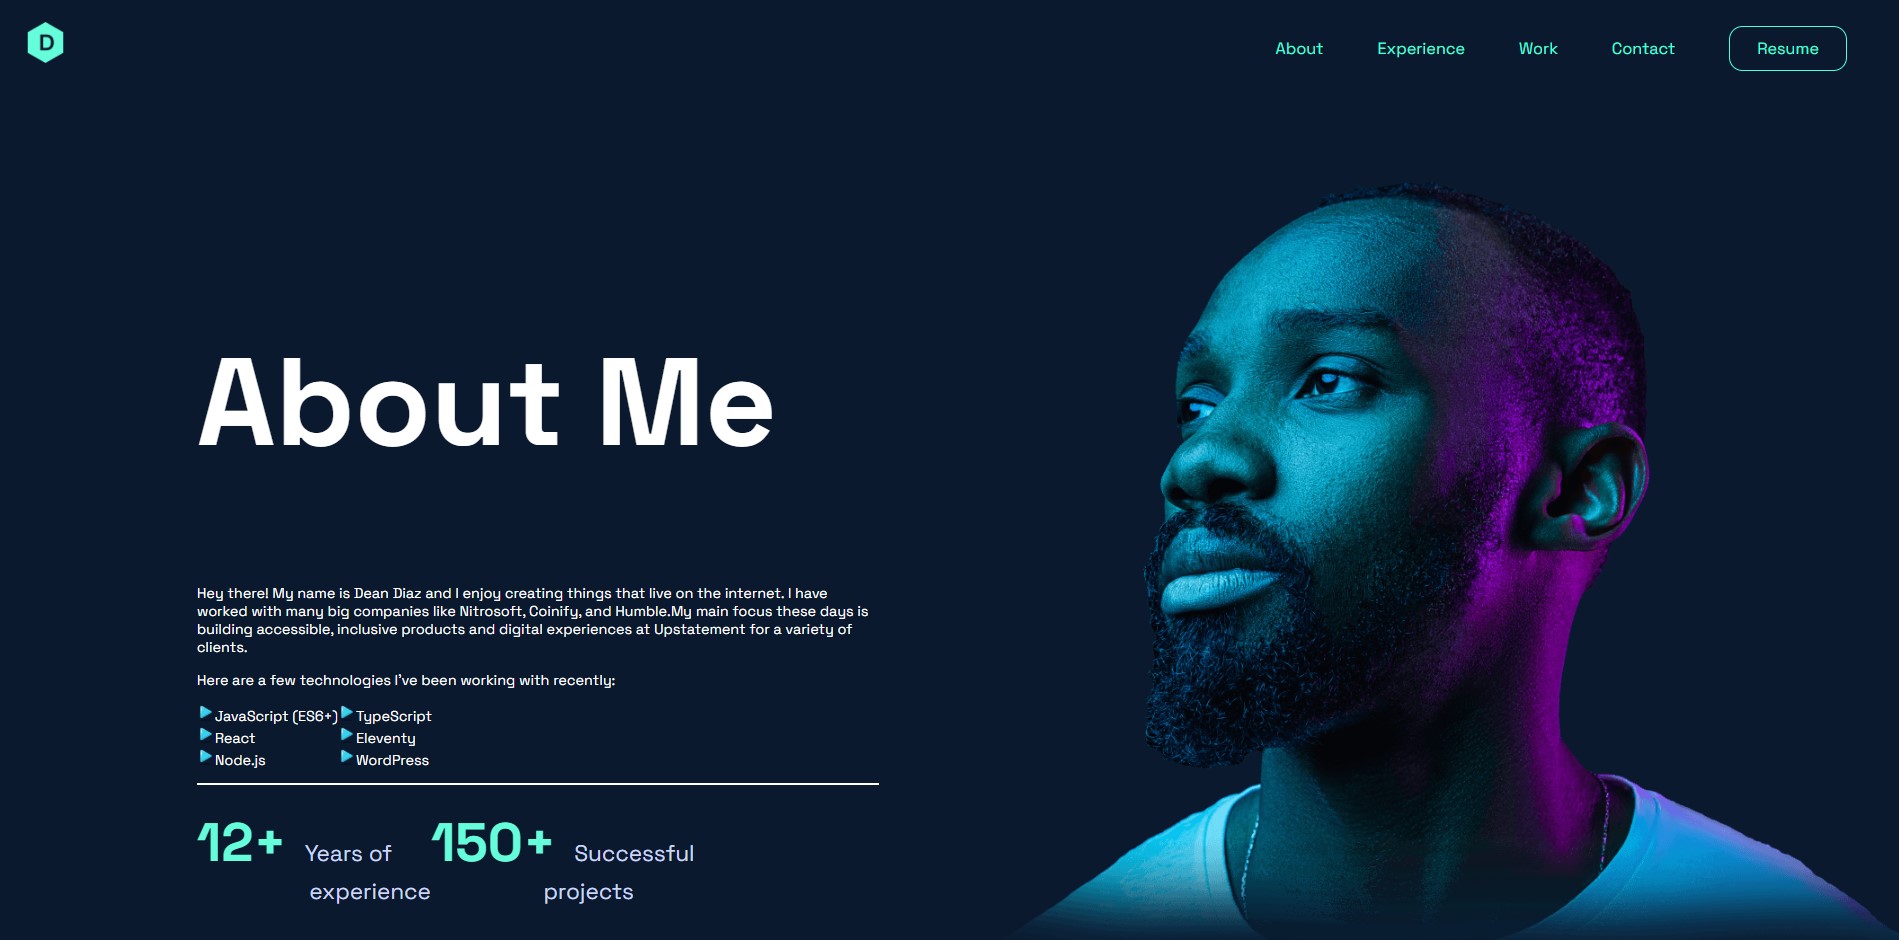 D
About Experience Work Contact Resume
About Me
Hey there! My name is Dean Diaz and I enjoy creating things that live on the internet. I have
worked with many big companies like Nitrosoft, Coinify, and Humble.My main focus these days is
building accessible, inclusive products and digital experiences at Upstatement for a variety of
clients.
Here are a few technologies I've been working with recently:
JavaScript (ES6+) TypeScript
React Eleventy
Node.js WordPress
12+ Years of 150+ Successful
experience projects